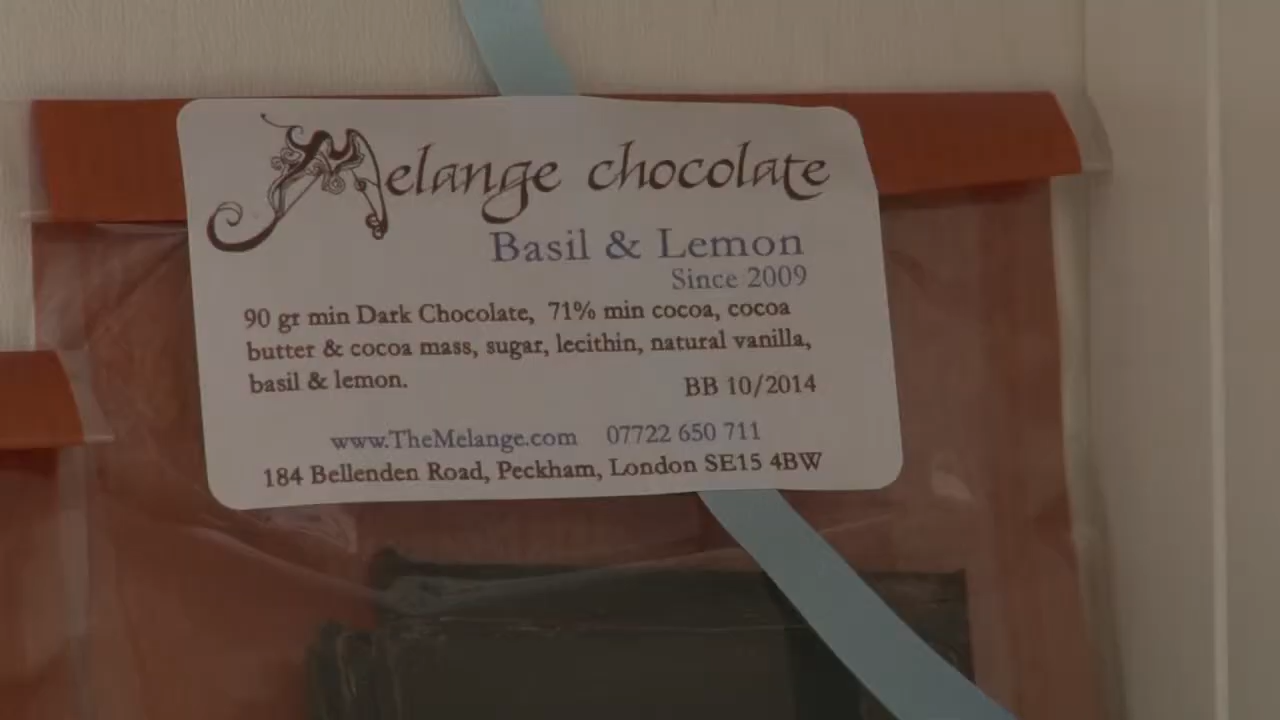 Melange chocolate
Basil & Lemon
Since 2009
90 gr min Dark Chocolate, 71% min cocoa, cocoa
butter & cocoa mass, sugar, lecithin, natural vanilla,
basil & lemon.
BB 10/2014
www.TheMelange.com 07722 650 711
184 Bellenden Road, Peckham, London SE15 4BW